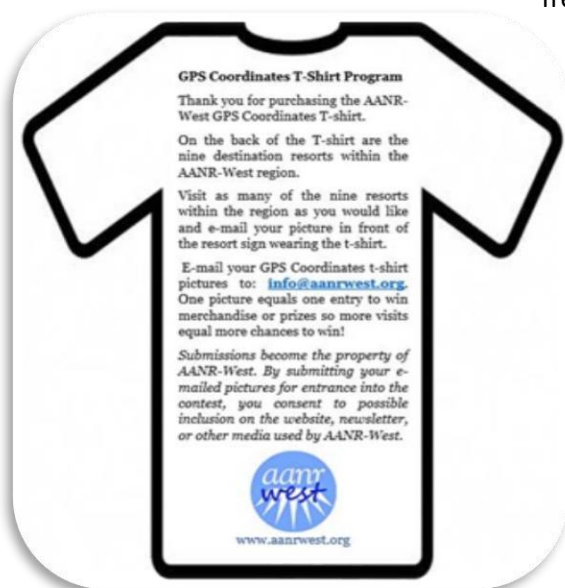 GPS Coordinates T-Shirt Program
Thank you for purchasing the AANR-
West GPS Coordinates T-shirt.
On the back of the T-shirt are the
nine destination resorts within the
AANR-West region.
Visit as many of the nine resorts
within the region as you would like
and e-mail your picture in front of
the resort sign wearing the t-shirt.
E-mail your GPS Coordinates t-shirt
pictures to: info@aanrwest.org.
One picture equals one entry to win
merchandise or prizes so more visits
equal more chances to win!
Submissions become the property of
AANR-West. By submitting your e-
mailed pictures for entrance into the
contest, you consent to possible
inclusion on the website, newsletter,
or other media used by AANR-West.
aanr
west
www.aanrwest.org